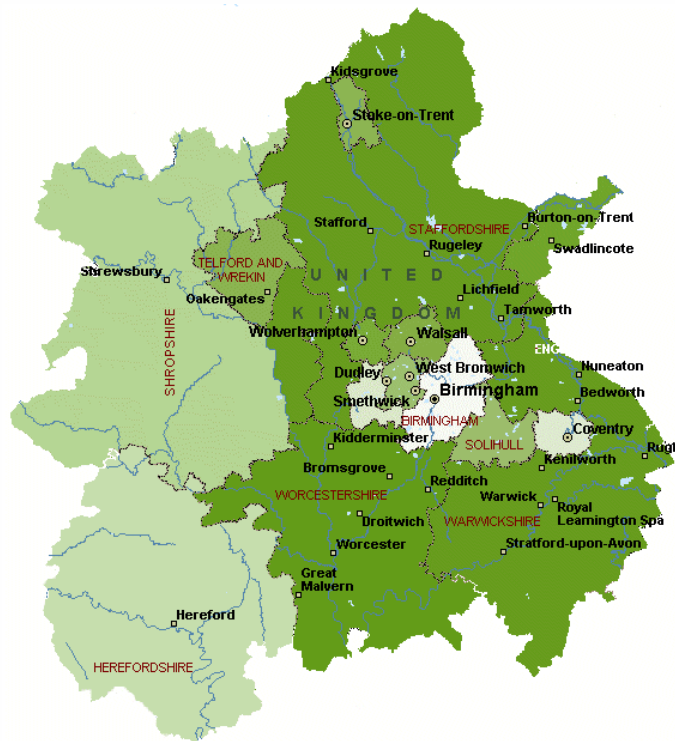 Kidsgrove
Stoke-on-Trent
Stafford
STAFFORDSHIRE
Burton-on-Trent
Rugeley
Swadlincote
TELFORD AND
WREKIN
Shrewsbury
UNITED
Oakengates
Lichfield
KINGDOM
Tamworth
Wolverhampton
Walsall
ENG
SHROPSHIRE
Dudley
West Bromwich
Nuneaton
Smethwick
Birmingham
Bedworth
BIRMINGHAM
Coventry
Kidderminster
SOLIHULL
Rugl
Kenilworth
Bromsgrove
Redditch
WORCESTERSHIRE
Warwick
Royal
Leamington Spa
Droitwich
WARWICKSHIRE
Worcester
Stratford-upon-Avon
Great
Malvern
Hereford
HEREFORDSHIRE